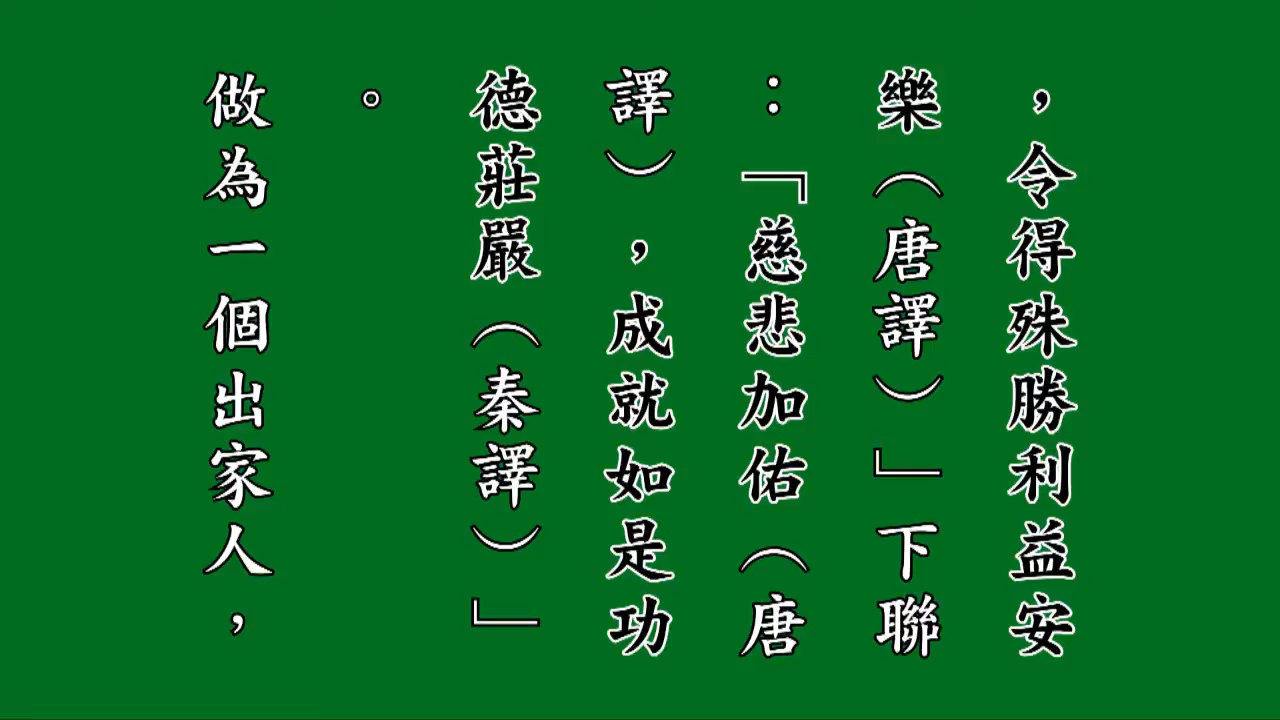 ，令得殊勝利益安
樂（唐譯）」下聯
：「慈悲加佑（唐
譯），成就如是功
德莊嚴（秦譯）」
。
做為一個出家人，